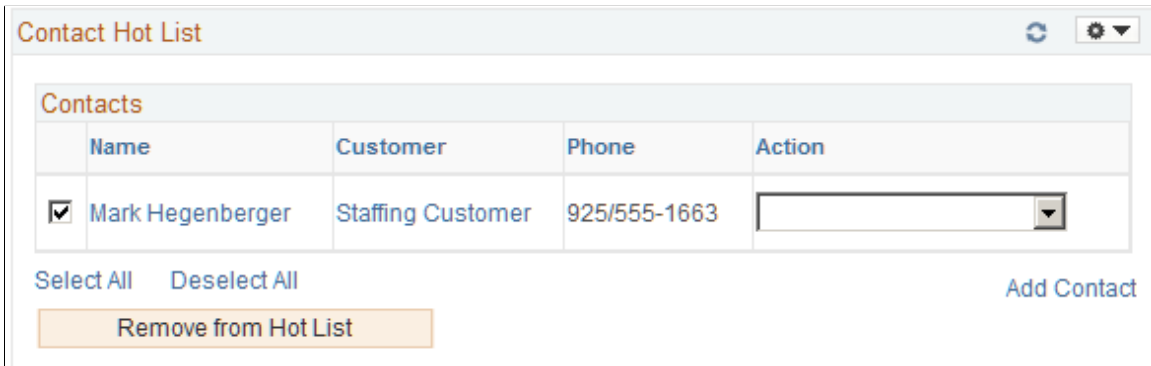 Contact Hot List
Contacts
Name Customer Phone Action
Mark Hegenberger Staffing Customer 925/555-1663
Select All Deselect All Add Contact
Remove from Hot List